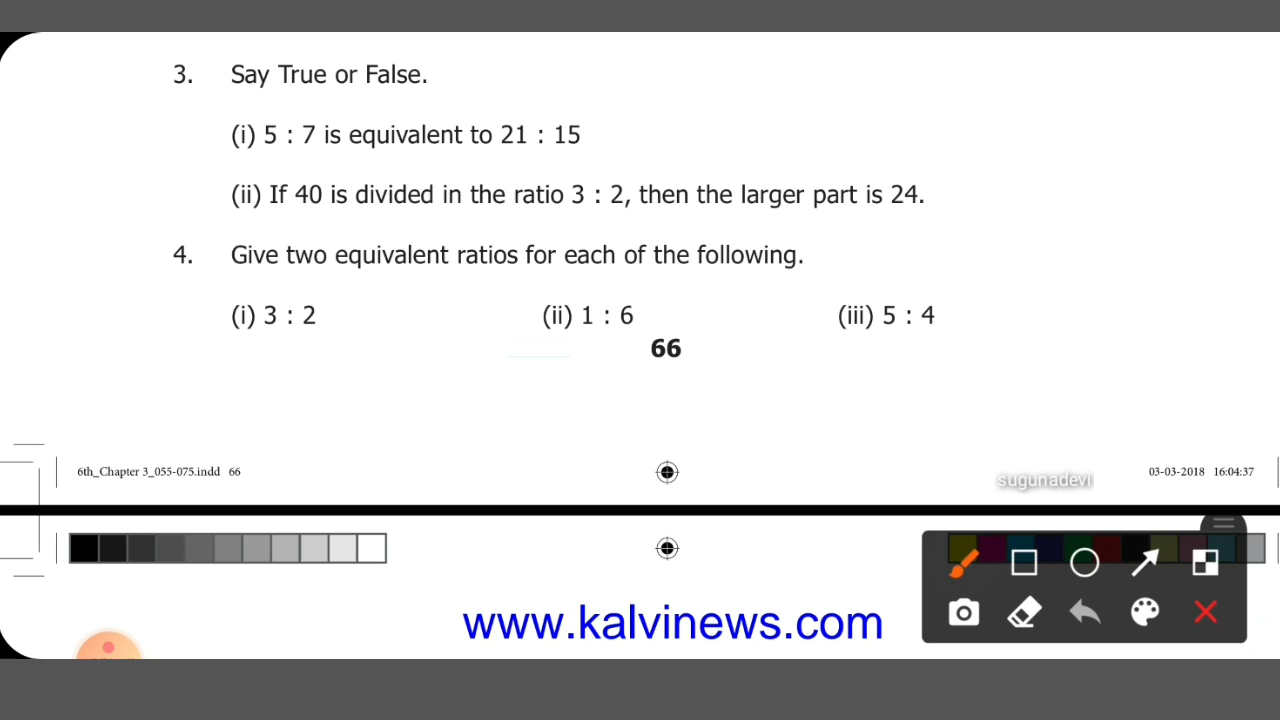 3. Say True or False.
(i) 5 : 7 is equivalent to 21 : 15
(ii) If 40 is divided in the ratio 3 : 2, then the larger part is 24.
4. Give two equivalent ratios for each of the following.
(i) 3 : 2 (ii) 1 : 6 (iii) 5 : 4
66
6th_Chapter 3_055-075.indd 66 03-03-2018 16:04:37
sugunadevi
www.kalvinews.com